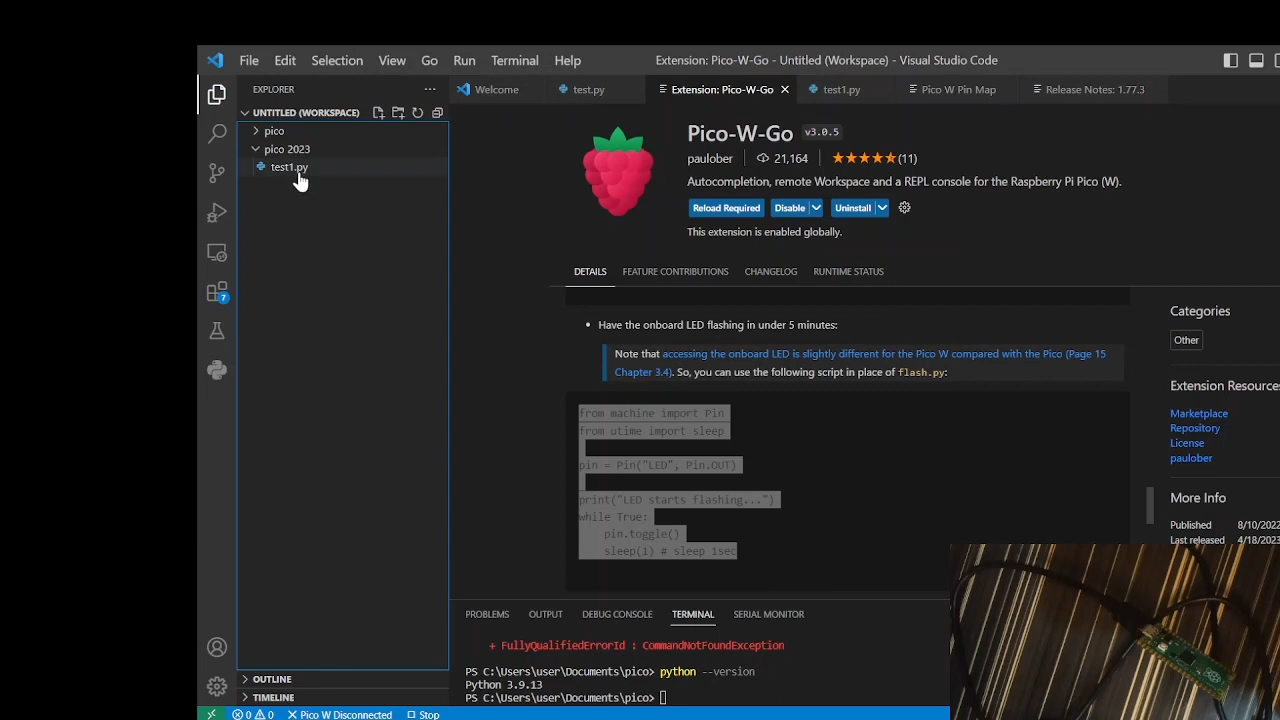 File Edit Selection View Go Run Terminal Help
Extension: Pico-W-Go - Untitled (Workspace) - Visual Studio Code
EXPLORER
Welcome test.py Extension: Pico-W-Go test1.py Pico W Pin Map Release Notes: 1.77.3
UNTITLED (WORKSPACE)
pico
pico 2023
test1.py
7
OUTLINE
TIMELINE
Pico-W-Go v3.0.5
paulober 21,164 (11)
Autocompletion, remote Workspace and a REPL console for the Raspberry Pi Pico (W).
Reload Required Disable Uninstall
This extension is enabled globally.
DETAILS FEATURE CONTRIBUTIONS CHANGELOG RUNTIME STATUS
• Have the onboard LED flashing in under 5 minutes:
Note that accessing the onboard LED is slightly different for the Pico W compared with the Pico (Page 15
Chapter 3.4). So, you can use the following script in place of flash.py:
from machine import Pin
from utime import sleep
pin = Pin("LED", Pin.OUT)
print("LED starts flashing...")
while True:
pin.toggle()
sleep(1) # sleep 1sec
Categories
Other
Extension Resources
Marketplace
Repository
License
paulober
More Info
Published 8/10/2022
Last released 4/18/2023
PROBLEMS OUTPUT DEBUG CONSOLE TERMINAL SERIAL MONITOR
+ FullyQualifiedErrorId : CommandNotFoundException
PS C:\Users\user\Documents\pico> python --version
Python 3.9.13
PS C:\Users\user\Documents\pico>
0 0 Pico W Disconnected Stop